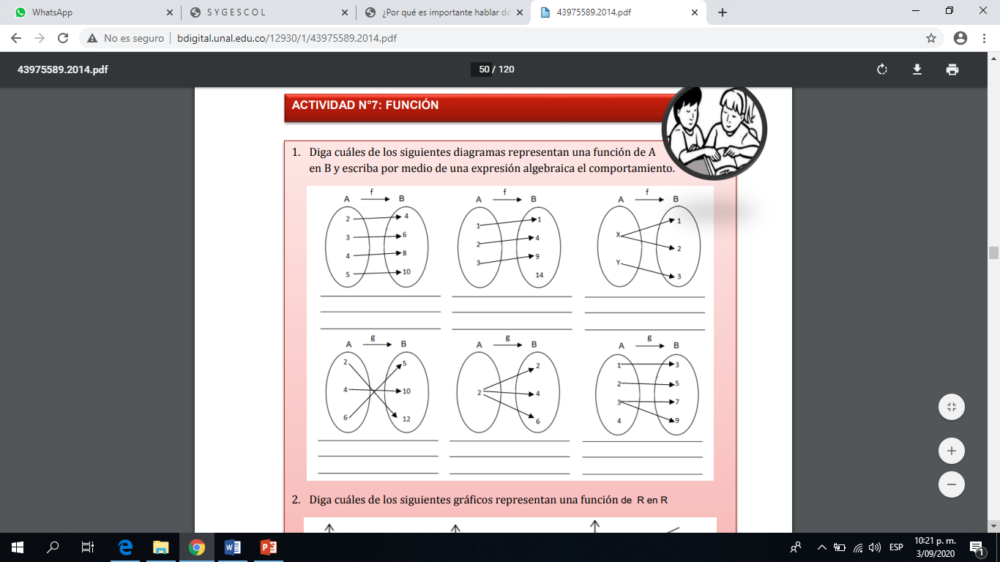 WhatsApp
S Y G E S C O L
¿Por qué es importante hablar de
43975589.2014.pdf
No es seguro
bdigital.unal.edu.co/12930/1/43975589.2014.pdf
43975589.2014.pdf
50 / 120
ACTIVIDAD N°7: FUNCIÓN
1. Diga cuáles de los siguientes diagramas representan una función de A
en B y escriba por medio de una expresión algebraica el comportamiento.
A f B
2 4
3 6
4 8
5 10
A f B
1 1
2 4
3 9
14
A f B
X 1
2
Y 3
A g B
2 5
4 10
6 12
A g B
2
2 4
6
A g B
1 3
2 5
3 7
4 9
2. Diga cuáles de los siguientes gráficos representan una función de R en R
ESP
10:21 p. m.
3/09/2020
1